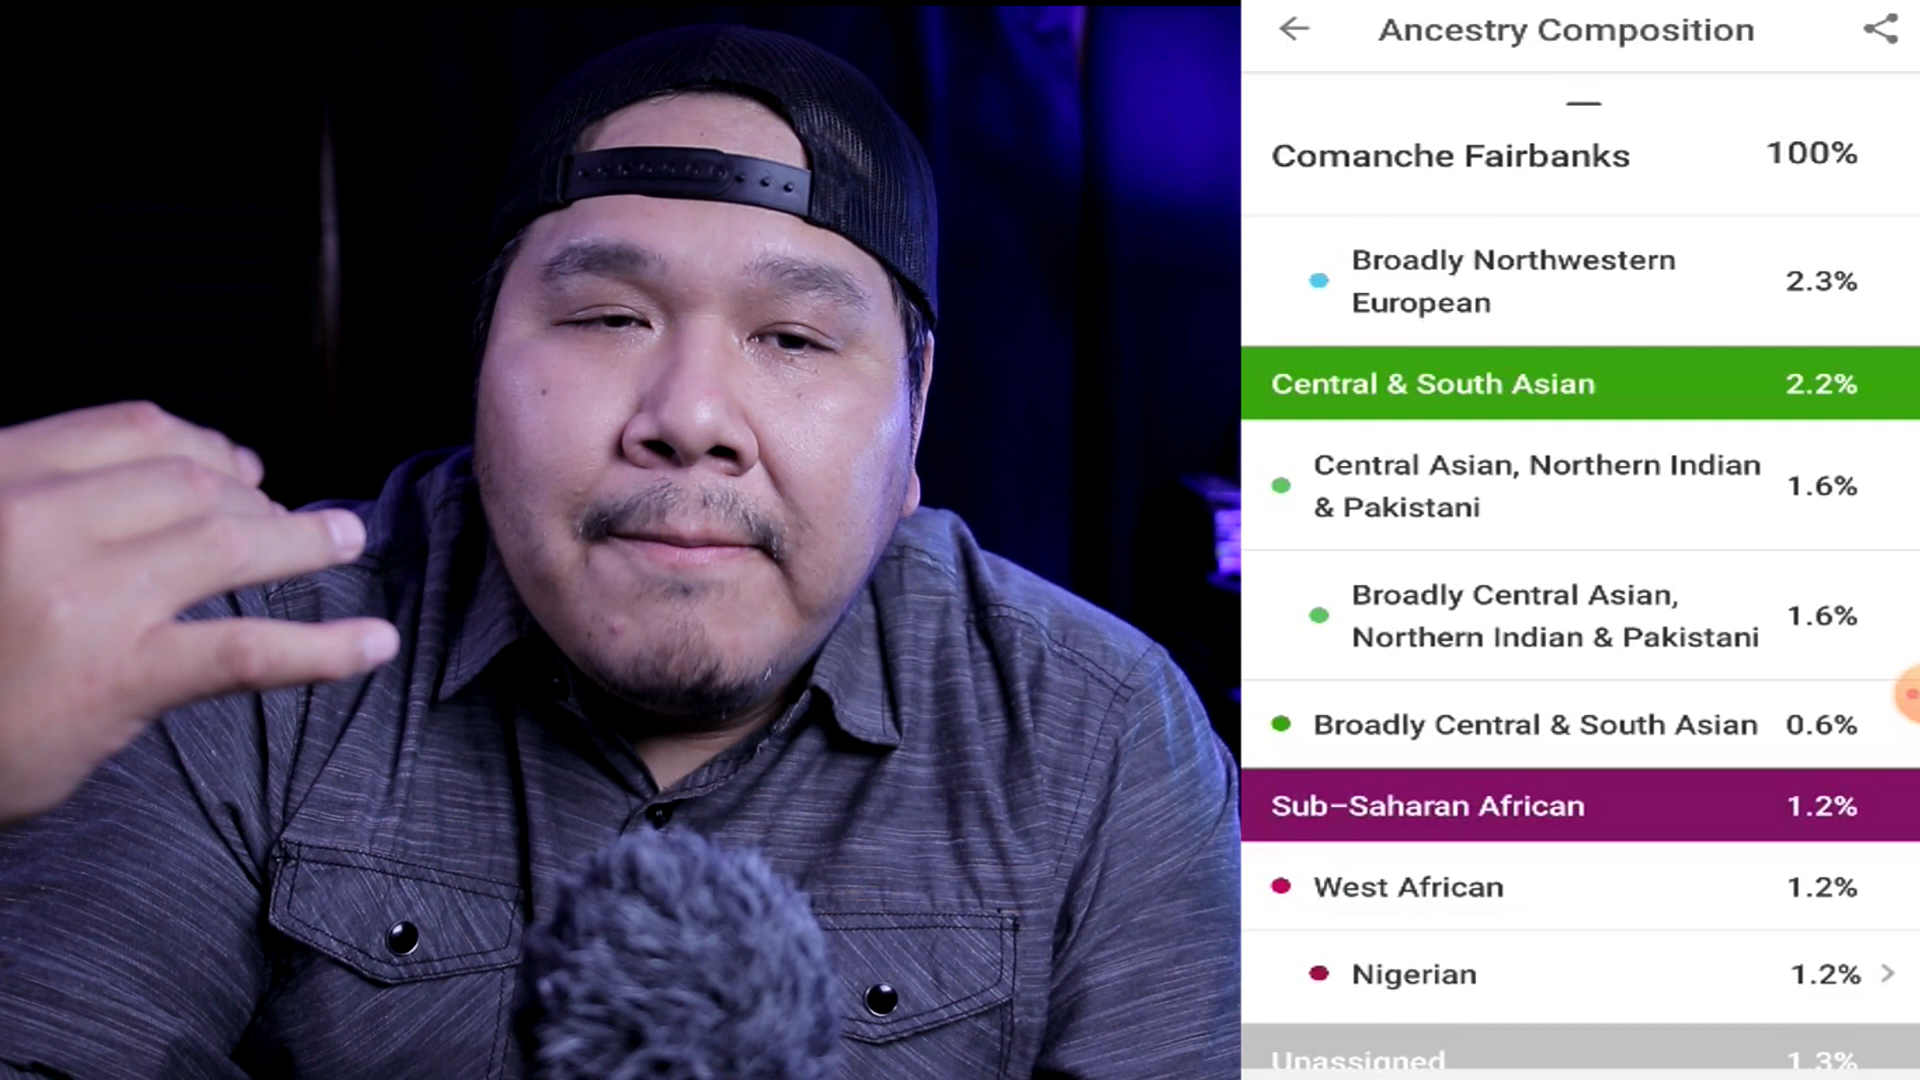 Ancestry Composition
Comanche Fairbanks 100%
Broadly Northwestern
European 2.3%
Central & South Asian 2.2%
Central Asian, Northern Indian
& Pakistani 1.6%
Broadly Central Asian,
Northern Indian & Pakistani 1.6%
Broadly Central & South Asian 0.6%
Sub-Saharan African 1.2%
West African 1.2%
Nigerian 1.2%
Unassigned 1.3%